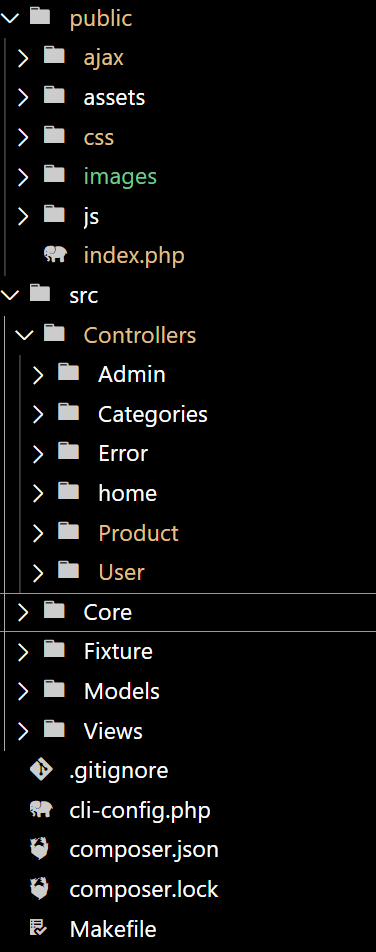 public
ajax
assets
css
images
js
index.php
src
Controllers
Admin
Categories
Error
home
Product
User
Core
Fixture
Models
Views
.gitignore
cli-config.php
composer.json
composer.lock
Makefile